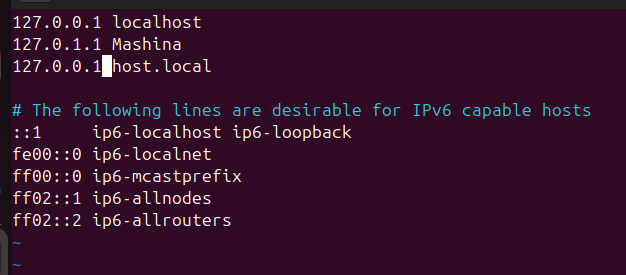 127.0.0.1 localhost
127.0.1.1 Mashina
127.0.0.1 host.local
# The following lines are desirable for IPv6 capable hosts
::1     ip6-localhost ip6-loopback
fe00::0 ip6-localnet
ff00::0 ip6-mcastprefix
ff02::1 ip6-allnodes
ff02::2 ip6-allrouters
~
~